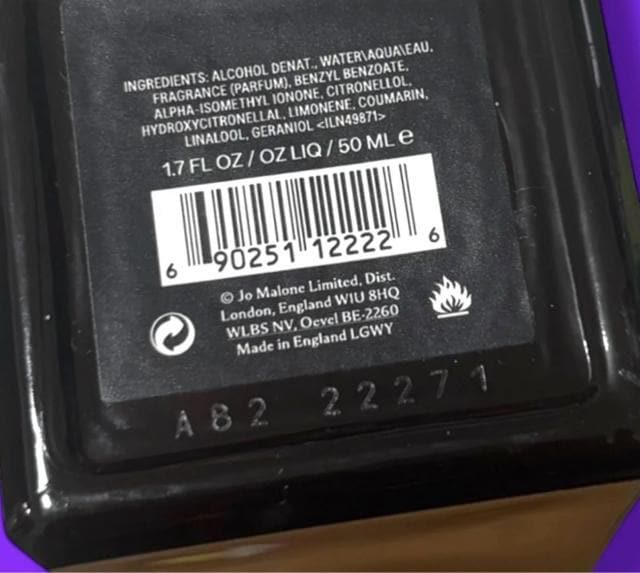 INGREDIENTS: ALCOHOL DENAT., WATER\AQUA\EAU,
FRAGRANCE (PARFUM), BENZYL BENZOATE,
ALPHA-ISOMETHYL IONONE, CITRONELLOL,
HYDROXYCITRONELLAL, LIMONENE, COUMARIN,
LINALOOL, GERANIOL <ILN49871>
1.7 FL OZ / OZ LIQ / 50 ML e
6 90251 12222 6
© Jo Malone Limited, Dist.
London, England W1U 8HQ
WLBS NV, Oevel BE-2260
Made in England LGWY
A82 22271